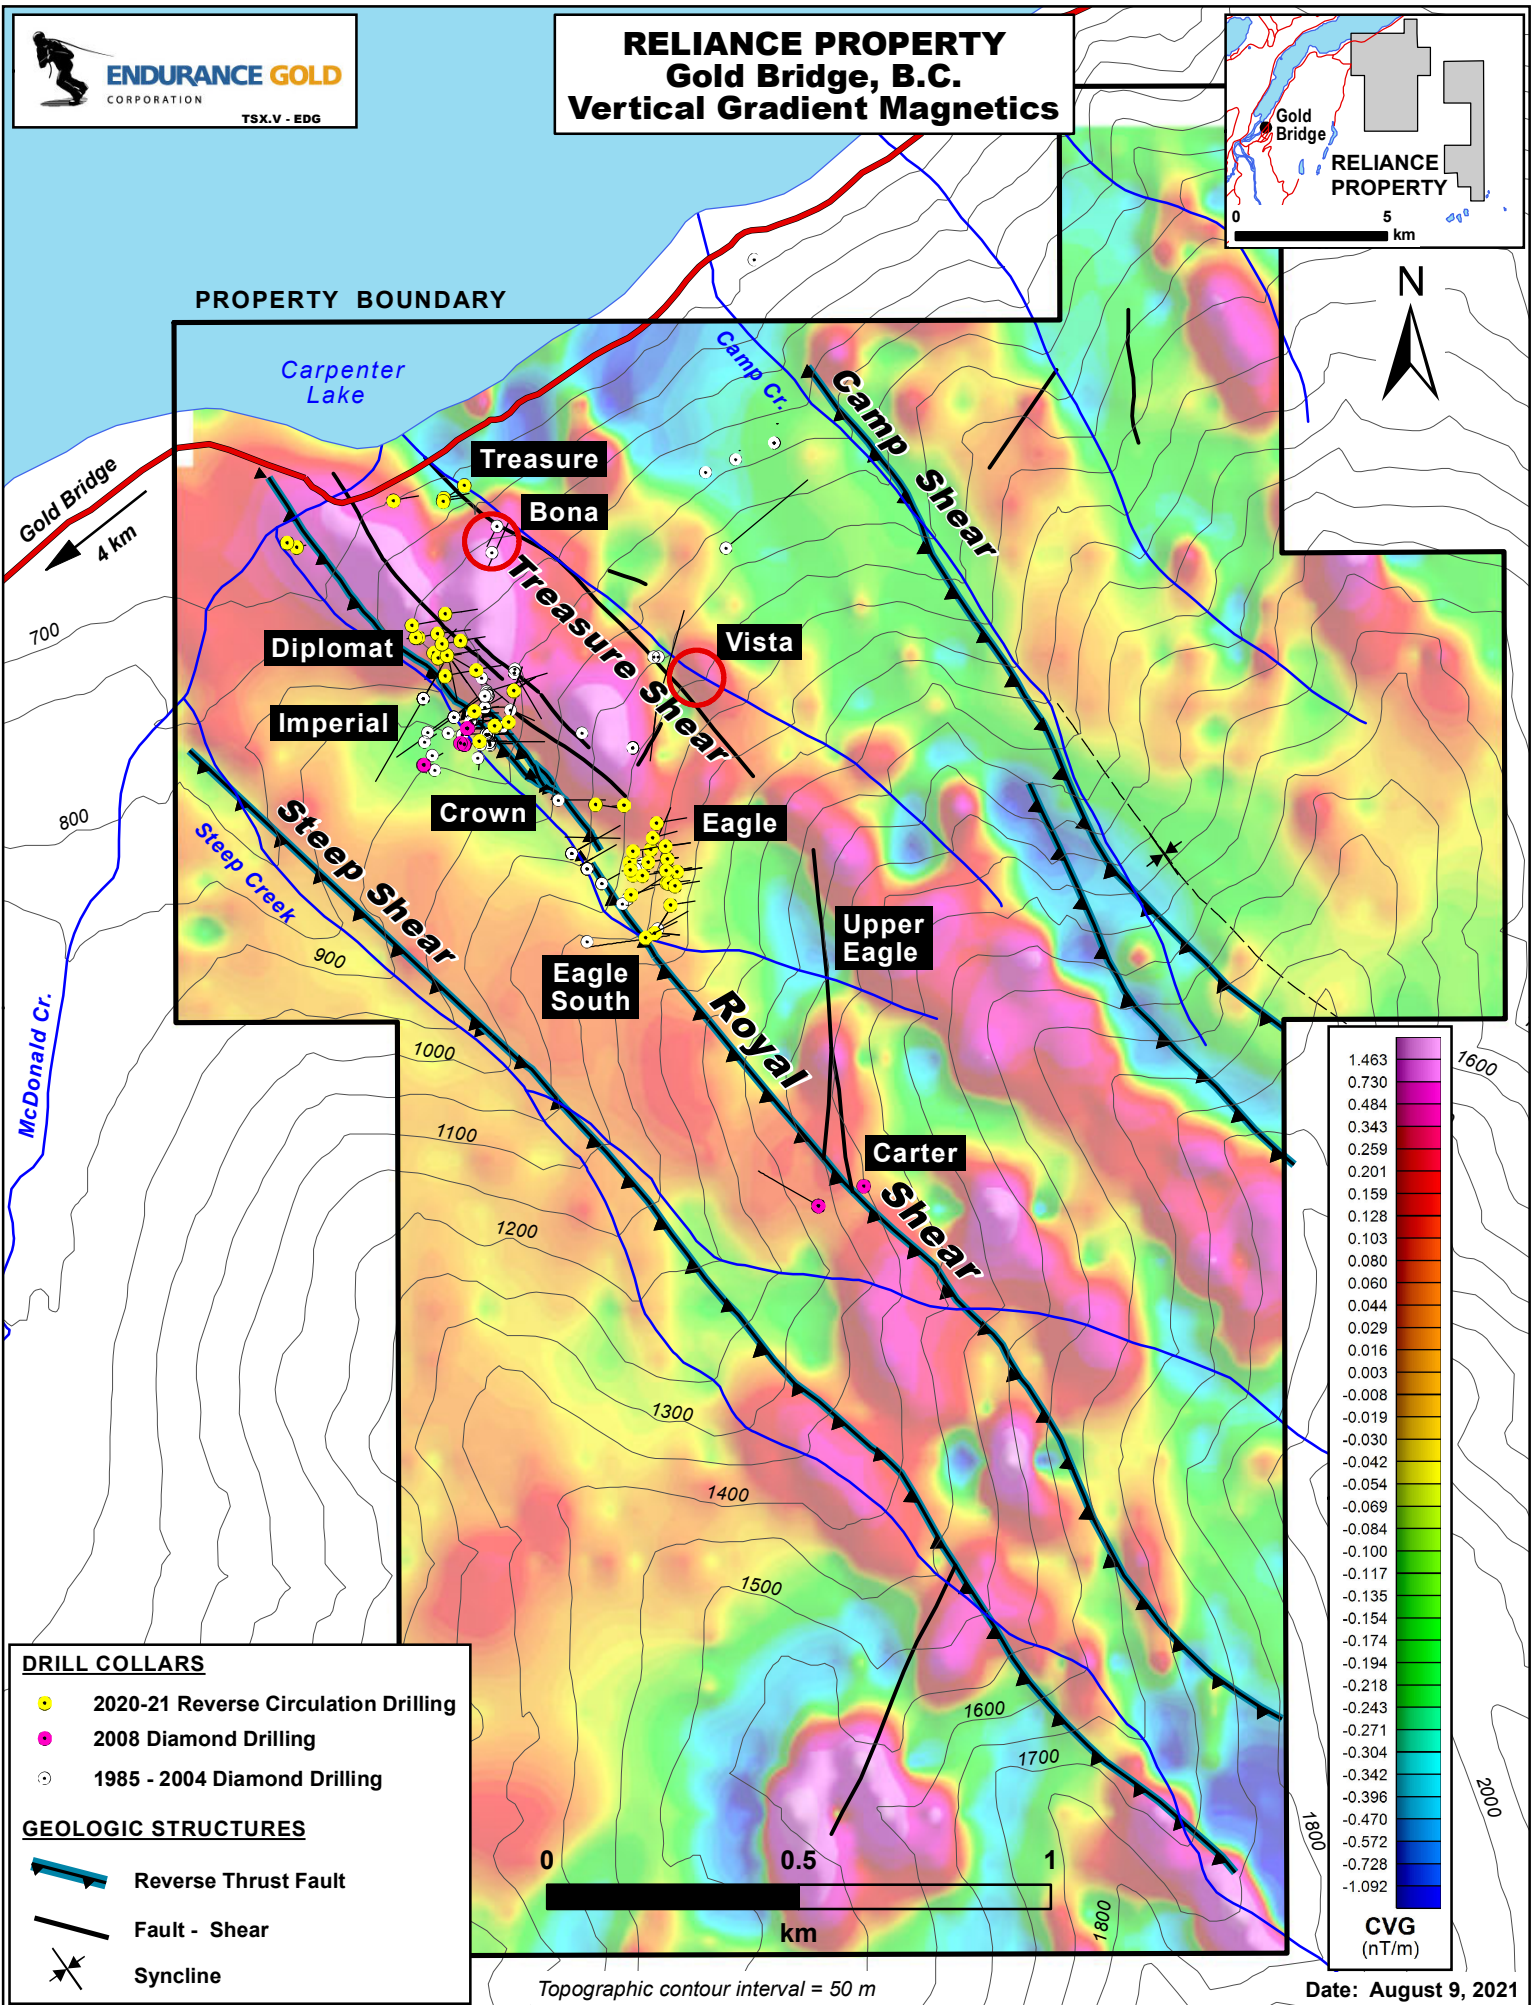 ENDURANCE GOLD
CORPORATION
TSX.V - EDG
RELIANCE PROPERTY
Gold Bridge, B.C.
Vertical Gradient Magnetics
Gold
Bridge
RELIANCE
PROPERTY
0
5
km
N
PROPERTY BOUNDARY
Carpenter
Lake
Camp Cr.
Camp Shear
Gold Bridge
4 km
Treasure
Bona
Treasure Shear
Vista
Diplomat
Imperial
Crown
Eagle
Steep Shear
Steep Creek
Upper
Eagle
Eagle
South
Royal Shear
Carter
McDonald Cr.
700
800
900
1000
1100
1200
1300
1400
1500
1600
1700
1800
1800
2000
1600
1.463
0.730
0.484
0.343
0.259
0.201
0.159
0.128
0.103
0.080
0.060
0.044
0.029
0.016
0.003
-0.008
-0.019
-0.030
-0.042
-0.054
-0.069
-0.084
-0.100
-0.117
-0.135
-0.154
-0.174
-0.194
-0.218
-0.243
-0.271
-0.304
-0.342
-0.396
-0.470
-0.572
-0.728
-1.092
CVG
(nT/m)
DRILL COLLARS
2020-21 Reverse Circulation Drilling
2008 Diamond Drilling
1985 - 2004 Diamond Drilling
GEOLOGIC STRUCTURES
Reverse Thrust Fault
Fault - Shear
Syncline
0
0.5
1
km
Topographic contour interval = 50 m
Date: August 9, 2021